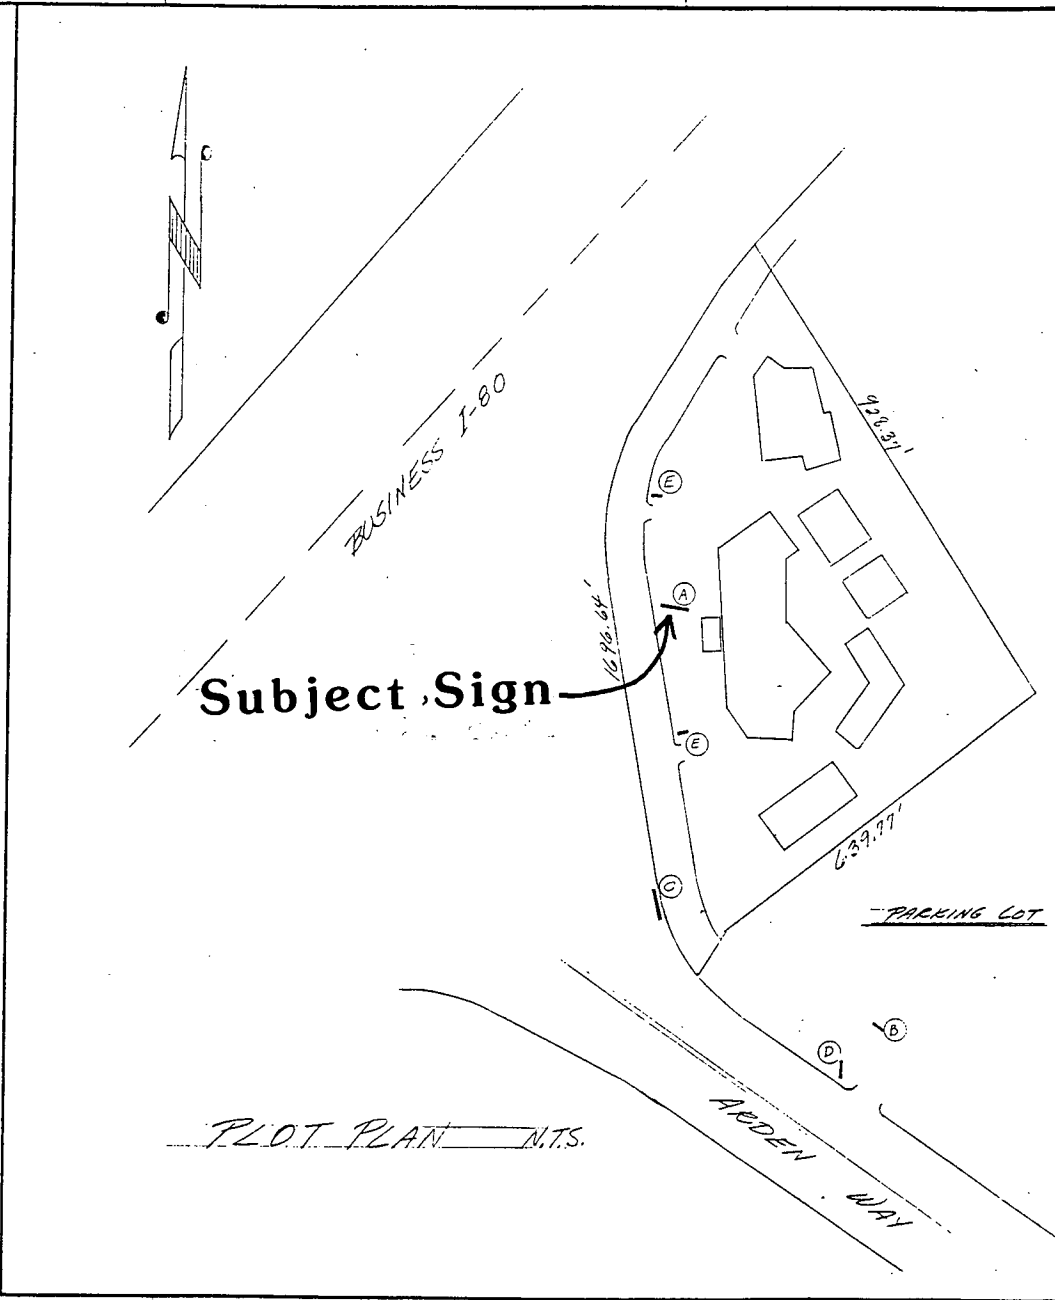 BUSINESS I-80
922.37'
E
A
1696.64'
Subject Sign
E
639.77'
C
PARKING LOT
B
D
PLOT PLAN N.T.S.
ARDEN WAY